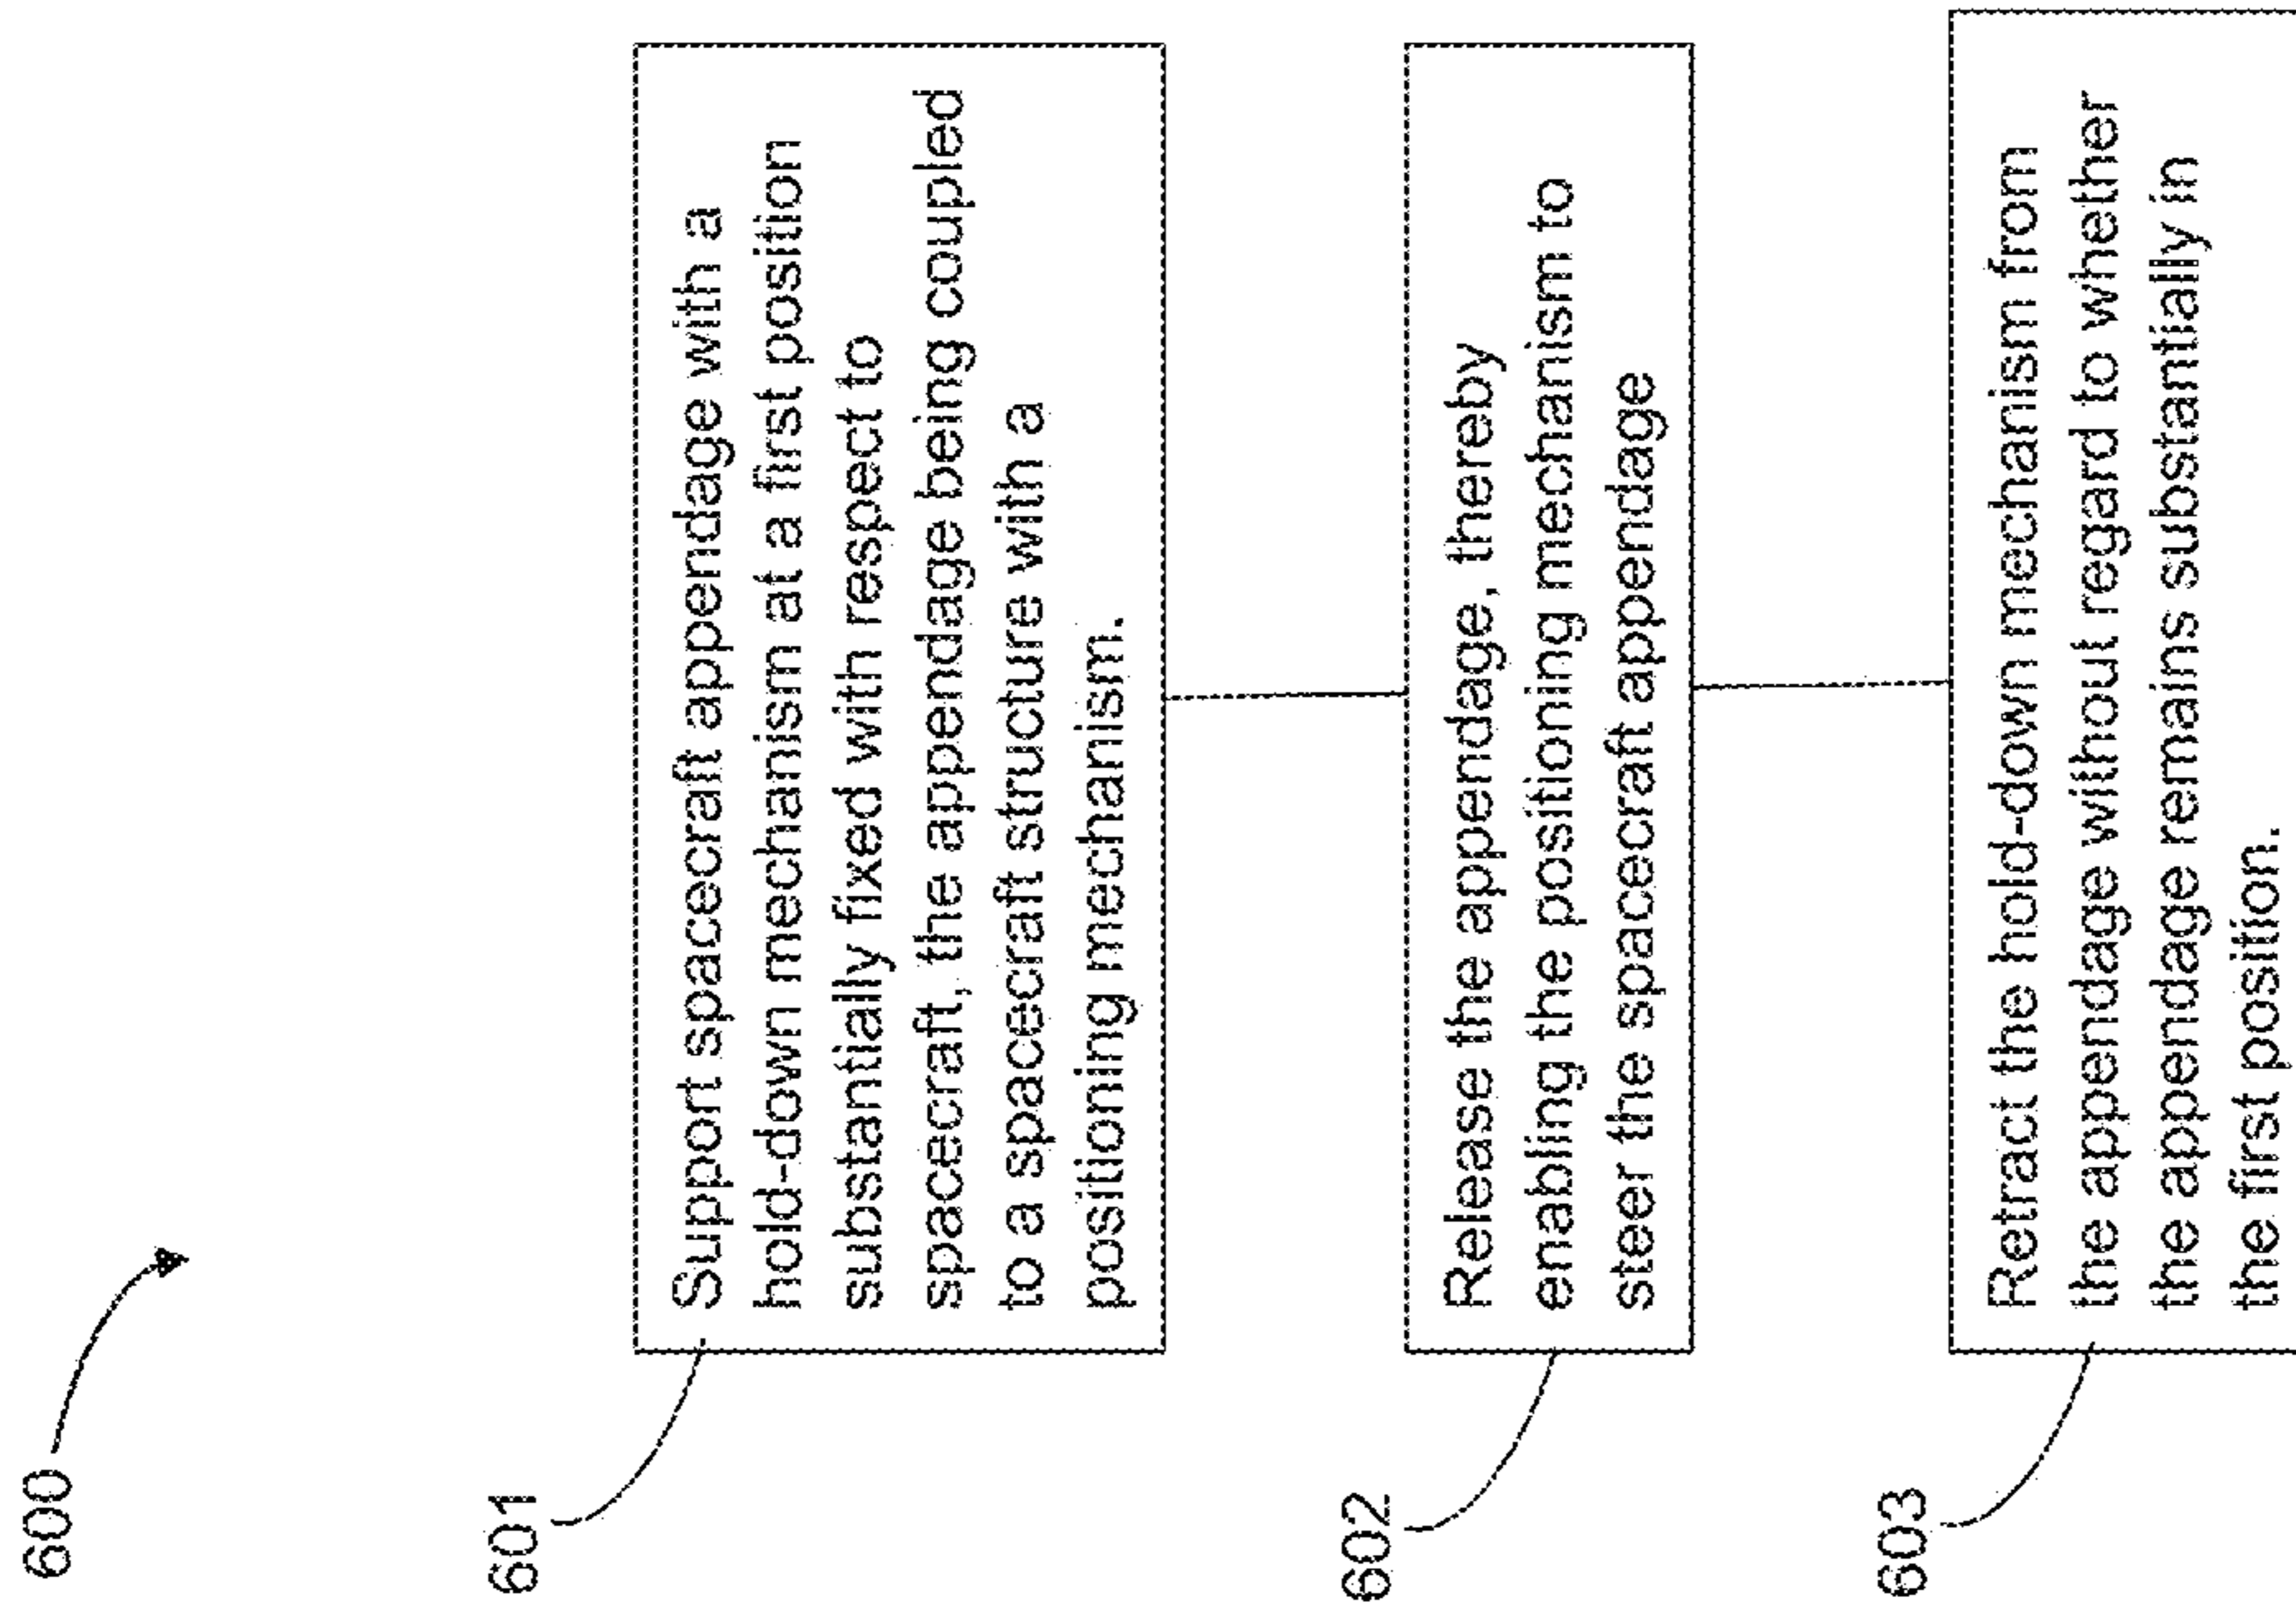 600
601
Support spacecraft appendage with a
hold-down mechanism at a first position
substantially fixed with respect to
spacecraft, the appendage being coupled
to a spacecraft structure with a
positioning mechanism.
602
Release the appendage, thereby
enabling the positioning mechanism to
steer the spacecraft appendage
603
Retract the hold-down mechanism from
the appendage without regard to whether
the appendage remains substantially in
the first position.